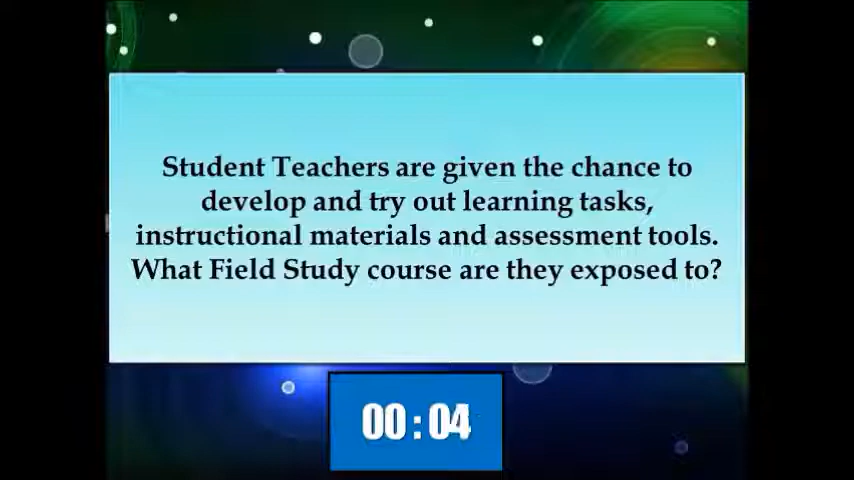 Student Teachers are given the chance to
develop and try out learning tasks,
instructional materials and assessment tools.
What Field Study course are they exposed to?
00:04